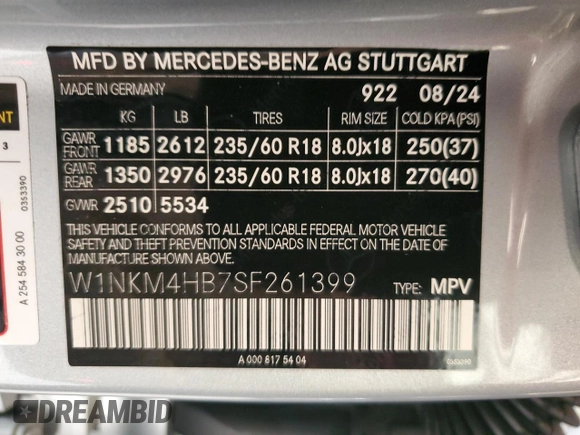 MFD BY MERCEDES-BENZ AG STUTTGART
MADE IN GERMANY 922 08/24
KG LB TIRES RIM SIZE COLD KPA(PSI)
GAWR FRONT 1185 2612 235/60 R18 8.0Jx18 250(37)
GAWR REAR 1350 2976 235/60 R18 8.0Jx18 270(40)
GVWR 2510 5534
THIS VEHICLE CONFORMS TO ALL APPLICABLE FEDERAL MOTOR VEHICLE
SAFETY AND THEFT PREVENTION STANDARDS IN EFFECT ON THE DATE OF
MANUFACTURE SHOWN ABOVE.
W1NKM4HB7SF261399 TYPE: MPV
A 000 817 54 04
0353390
3
0353390
A 254 584 30 00
DREAMBID